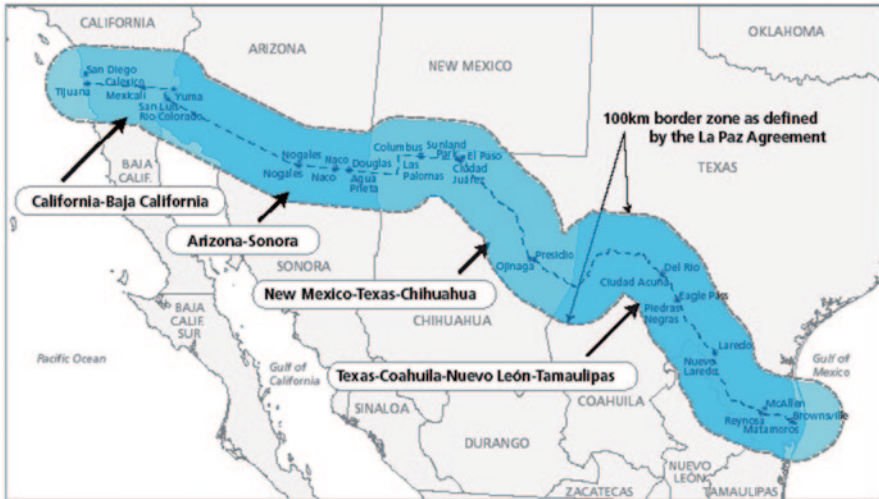 CALIFORNIA
ARIZONA
NEW MEXICO
OKLAHOMA
San Diego
Tijuana
Calexico
Mexicali
Yuma
San Luis
Rio Colorado
100km border zone as defined
by the La Paz Agreement
TEXAS
BAJA
CALIF.
Nogales
Nogales
Naco
Naco
Douglas
Agua
Prieta
Columbus
Las
Palomas
Sunland
Park
El Paso
Ciudad
Juárez
California-Baja California
Arizona-Sonora
SONORA
New Mexico-Texas-Chihuahua
Ojinaga
Presidio
CHIHUAHUA
Ciudad Acuña
Del Rio
Eagle Pass
Piedras
Negras
BAJA
CALIF.
SUR
Pacific Ocean
Gulf of
California
Texas-Coahuila-Nuevo León-Tamaulipas
Laredo
Nuevo
Laredo
Gulf of
Mexico
SINALOA
COAHUILA
McAllen
Reynosa
Brownsville
Matamoros
DURANGO
NUEVO
LEÓN
ZACATECAS
TAMAULIPAS